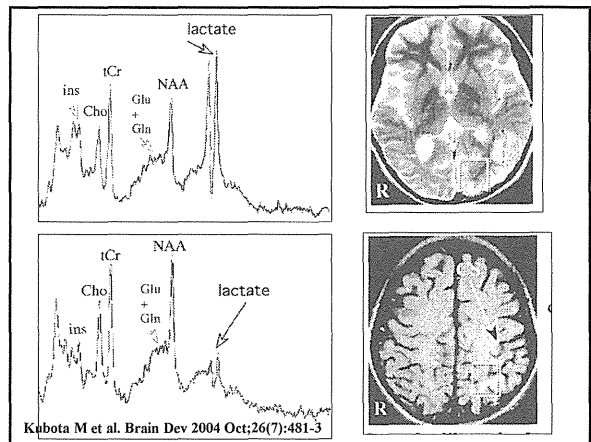 lactate
NAA
tCr
ins
Cho
Glu
+
Gln
R
NAA
tCr
Cho
Glu
+
Gln
lactate
ins
R
Kubota M et al. Brain Dev 2004 Oct;26(7):481-3